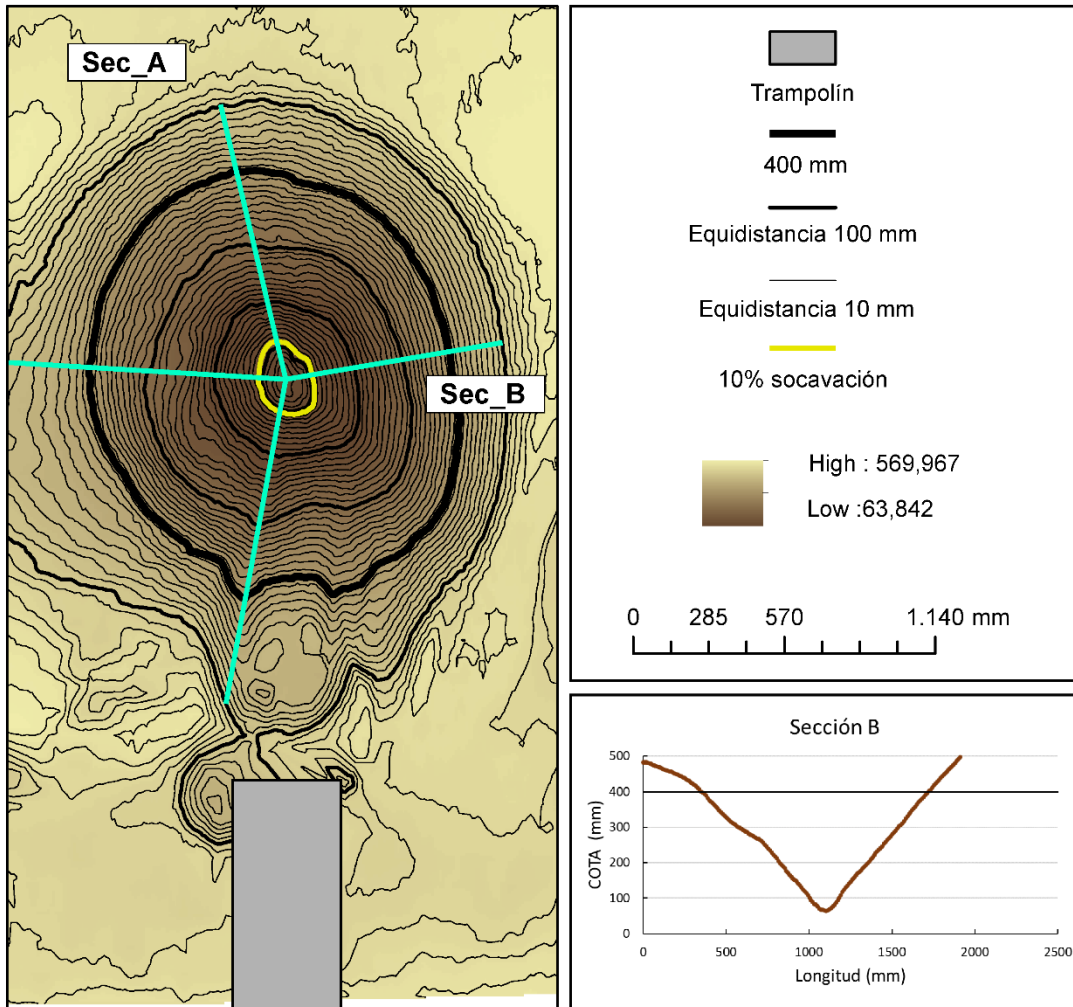 Sec_A
Sec_B
Trampolín
400 mm
Equidistancia 100 mm
Equidistancia 10 mm
10% socavación
High : 569,967
Low :63,842
0 285 570 1.140 mm
Sección B
500
400
300
200
100
0
COTA (mm)
0 500 1000 1500 2000 2500
Longitud (mm)